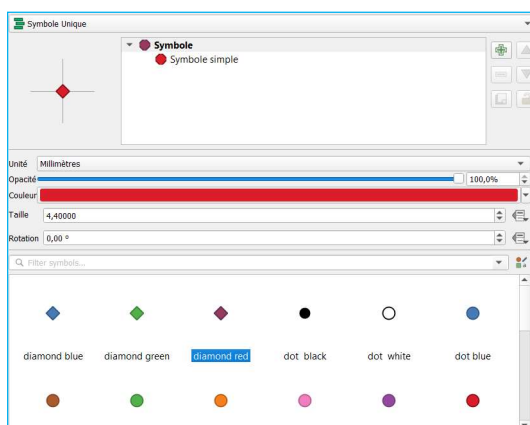 Symbole Unique
Symbole
Symbole simple
Unité Millimètres
Opacité 100,0%
Couleur
Taille 4,40000
Rotation 0,00 °
Filter symbols...
diamond blue diamond green diamond red dot black dot white dot blue